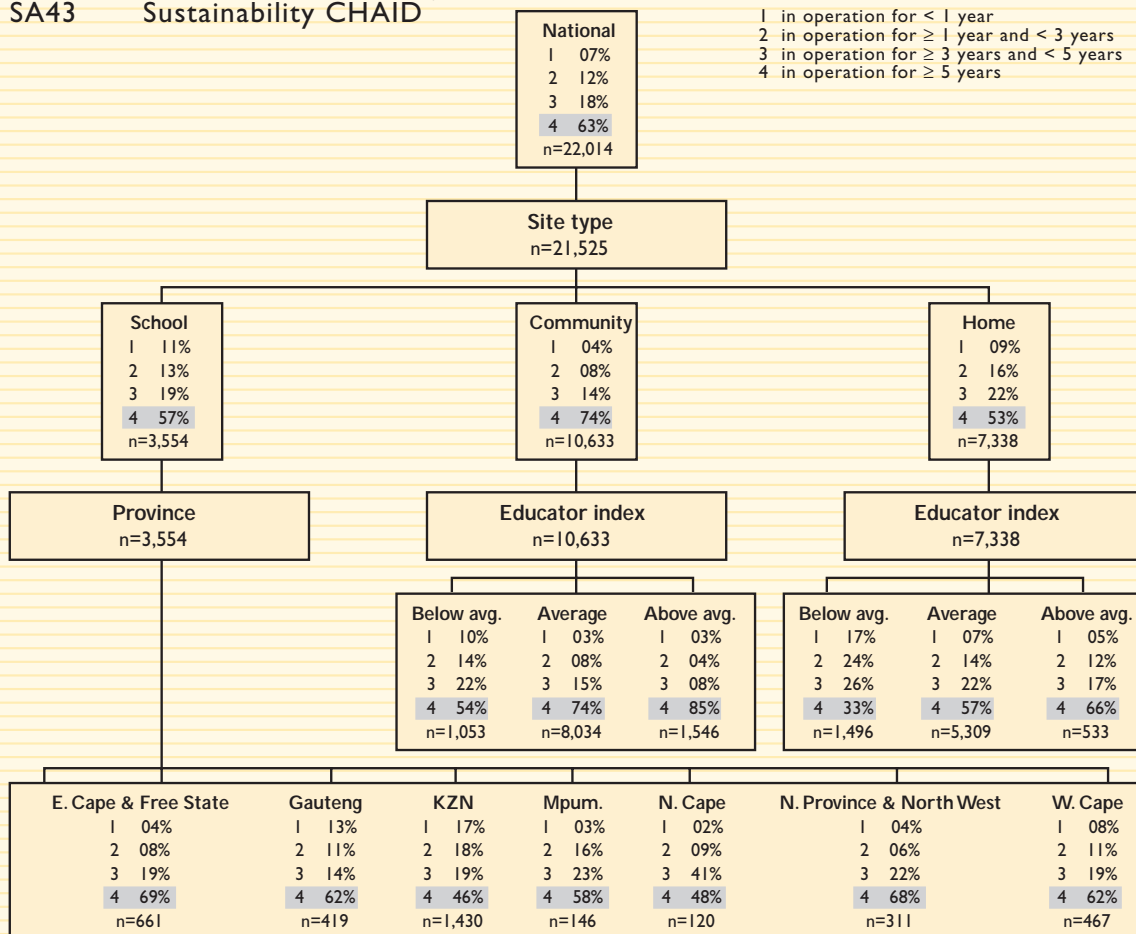 SA43 Sustainability CHAID
1 in operation for < 1 year
2 in operation for ≥ 1 year and < 3 years
3 in operation for ≥ 3 years and < 5 years
4 in operation for ≥ 5 years
National
1 07%
2 12%
3 18%
4 63%
n=22,014
Site type
n=21,525
School
1 11%
2 13%
3 19%
4 57%
n=3,554
Community
1 04%
2 08%
3 14%
4 74%
n=10,633
Home
1 09%
2 16%
3 22%
4 53%
n=7,338
Province
n=3,554
Educator index
n=10,633
Educator index
n=7,338
Below avg.
1 10%
2 14%
3 22%
4 54%
n=1,053
Average
1 03%
2 08%
3 15%
4 74%
n=8,034
Above avg.
1 03%
2 04%
3 08%
4 85%
n=1,546
Below avg.
1 17%
2 24%
3 26%
4 33%
n=1,496
Average
1 07%
2 14%
3 22%
4 57%
n=5,309
Above avg.
1 05%
2 12%
3 17%
4 66%
n=533
E. Cape & Free State
1 04%
2 08%
3 19%
4 69%
n=661
Gauteng
1 13%
2 11%
3 14%
4 62%
n=419
KZN
1 17%
2 18%
3 19%
4 46%
n=1,430
Mpum.
1 03%
2 16%
3 23%
4 58%
n=146
N. Cape
1 02%
2 09%
3 41%
4 48%
n=120
N. Province & North West
1 04%
2 06%
3 22%
4 68%
n=311
W. Cape
1 08%
2 11%
3 19%
4 62%
n=467